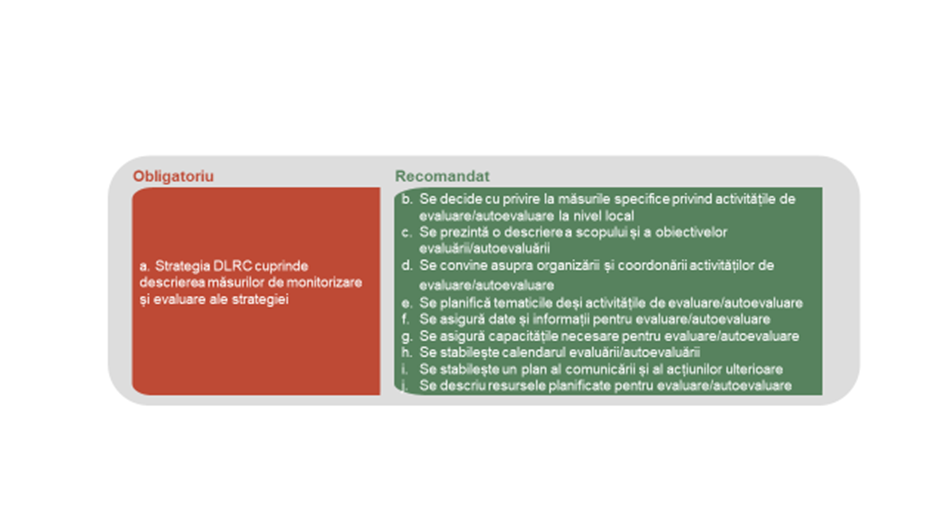 Obligatoriu
a. Strategia DLRC cuprinde
descrierea măsurilor de monitorizare
și evaluare ale strategiei
Recomandat
b. Se decide cu privire la măsurile specifice privind activitățile de
evaluare/autoevaluare la nivel local
c. Se prezintă o descriere a scopului și a obiectivelor
evaluării/autoevaluării
d. Se convine asupra organizării și coordonării activităților de
evaluare/autoevaluare
e. Se planifică tematicile deși activitățile de evaluare/autoevaluare
f. Se asigură date și informații pentru evaluare/autoevaluare
g. Se asigură capacitățile necesare pentru evaluare/autoevaluare
h. Se stabilește calendarul evaluării/autoevaluării
i. Se stabilește un plan al comunicării și al acțiunilor ulterioare
j. Se descriu resursele planificate pentru evaluare/autoevaluare